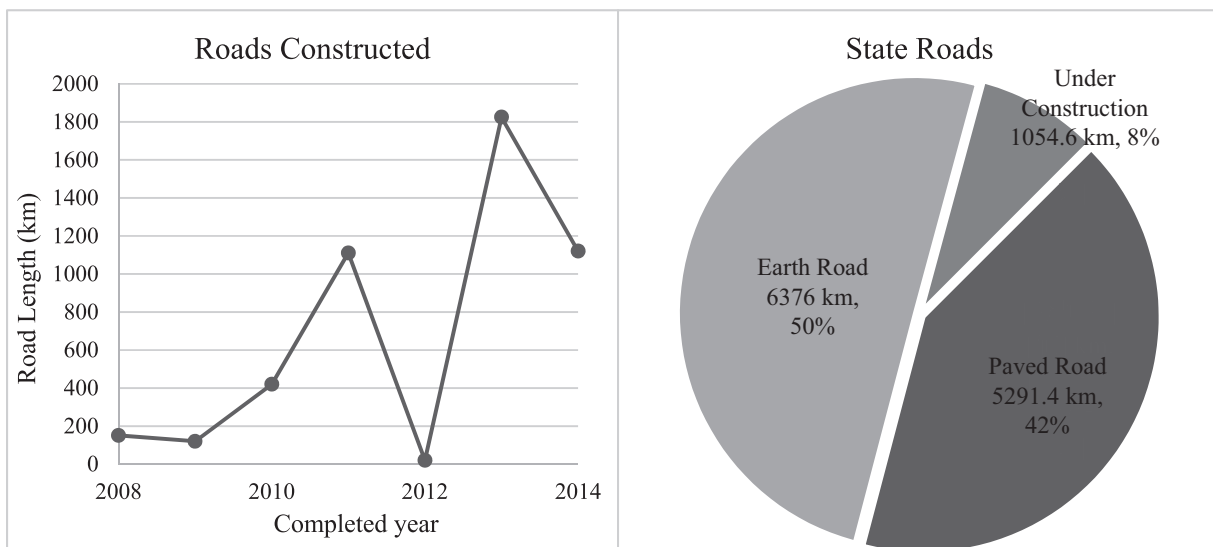 Roads Constructed
2000
1800
1600
1400
1200
1000
800
600
400
200
0
Road Length (km)
2008
2010
2012
2014
Completed year
State Roads
Under
Construction
1054.6 km, 8%
Earth Road
6376 km,
50%
Paved Road
5291.4 km,
42%